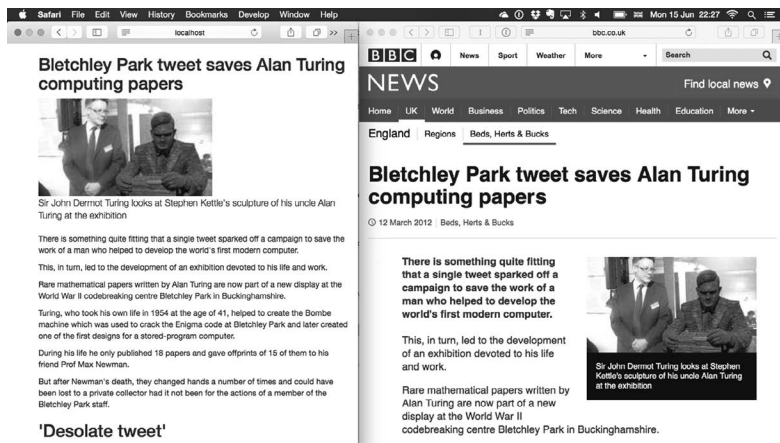 Safari File Edit View History Bookmarks Develop Window Help
Mon 15 Jun 22:27
localhost
Bletchley Park tweet saves Alan Turing
computing papers
Sir John Dermot Turing looks at Stephen Kettle's sculpture of his uncle Alan
Turing at the exhibition
There is something quite fitting that a single tweet sparked off a campaign to save the
work of a man who helped to develop the world's first modern computer.
This, in turn, led to the development of an exhibition devoted to his life and work.
Rare mathematical papers written by Alan Turing are now part of a new display at the
World War II codebreaking centre Bletchley Park in Buckinghamshire.
Turing, who took his own life in 1954 at the age of 41, helped to create the Bombe
machine which was used to crack the Enigma code at Bletchley Park and later created
one of the first designs for a stored-program computer.
During his life he only published 18 papers and gave offprints of 15 of them to his
friend Prof Max Newman.
But after Newman's death, they changed hands a number of times and could have
been lost to a private collector had it not been for the actions of a member of the
Bletchley Park staff.
'Desolate tweet'
bbc.co.uk
BBC News Sport Weather More Search
NEWS Find local news
Home UK World Business Politics Tech Science Health Education More
England Regions Beds, Herts & Bucks
Bletchley Park tweet saves Alan Turing
computing papers
12 March 2012 Beds, Herts & Bucks
There is something quite fitting
that a single tweet sparked off a
campaign to save the work of a
man who helped to develop the
world's first modern computer.
This, in turn, led to the development
of an exhibition devoted to his life
and work.
Sir John Dermot Turing looks at Stephen
Kettle's sculpture of his uncle Alan Turing
at the exhibition
Rare mathematical papers written by
Alan Turing are now part of a new
display at the World War II
codebreaking centre Bletchley Park in Buckinghamshire.